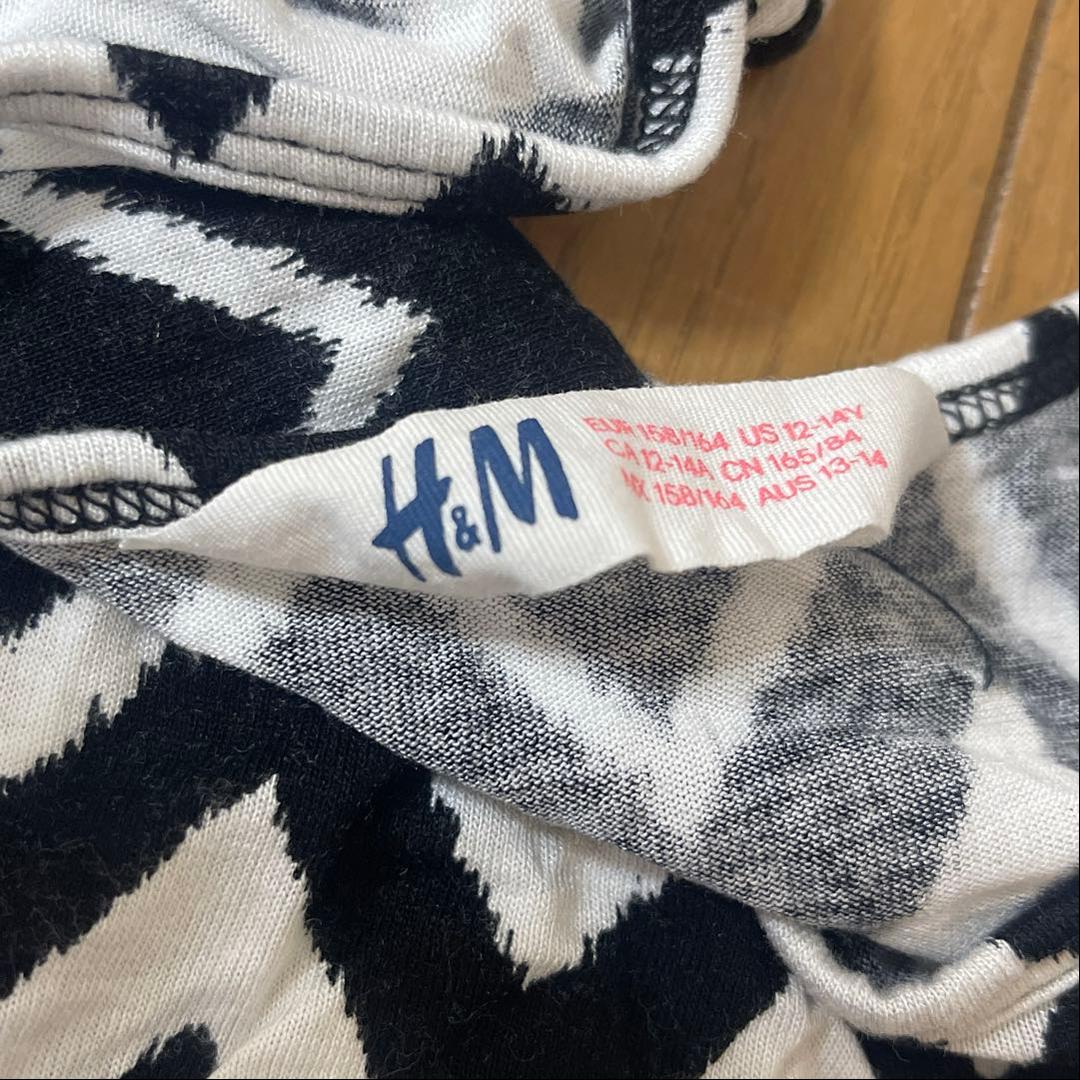 H&M
EUR 158/164 US 12-14Y
CA 12-14A CN 165/84
MX 158/164 AUS 13-14